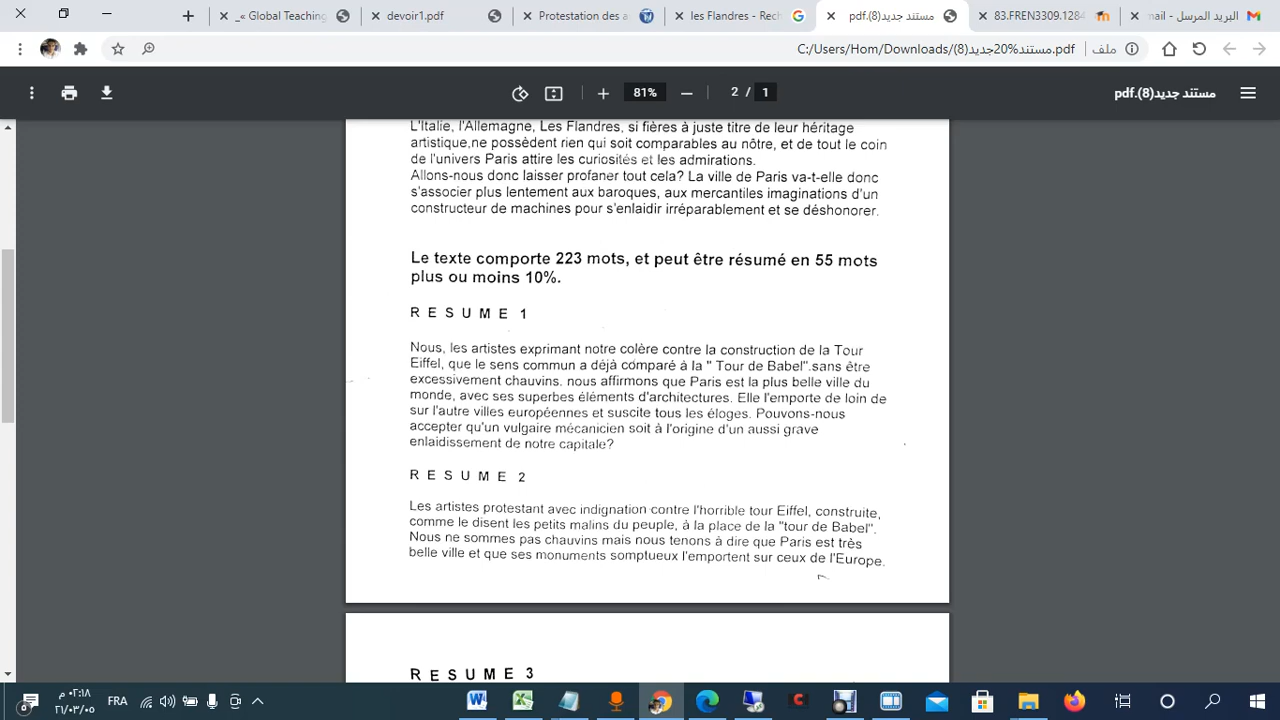 « Global Teaching_
devoir1.pdf
Protestation des a
les Flandres - Rech
مستند جديد(8).pdf
83.FREN3309.1284
البريد المرسل - mail
C:/Users/Hom/Downloads/مستند%20جديد(8).pdf
ملف
81%
2 / 1
مستند جديد(8).pdf
L'Italie, l'Allemagne, Les Flandres, si fières à juste titre de leur héritage
artistique,ne possèdent rien qui soit comparables au nôtre, et de tout le coin
de l'univers Paris attire les curiosités et les admirations.
Allons-nous donc laisser profaner tout cela? La ville de Paris va-t-elle donc
s'associer plus lentement aux baroques, aux mercantiles imaginations d'un
constructeur de machines pour s'enlaidir irréparablement et se déshonorer.
Le texte comporte 223 mots, et peut être résumé en 55 mots
plus ou moins 10%.
R E S U M E 1
Nous, les artistes exprimant notre colère contre la construction de la Tour
Eiffel, que le sens commun a déjà comparé à la " Tour de Babel".sans être
excessivement chauvins. nous affirmons que Paris est la plus belle ville du
monde, avec ses superbes éléments d'architectures. Elle l'emporte de loin de
sur l'autre villes européennes et suscite tous les éloges. Pouvons-nous
accepter qu'un vulgaire mécanicien soit à l'origine d'un aussi grave
enlaidissement de notre capitale?
R E S U M E 2
Les artistes protestant avec indignation contre l'horrible tour Eiffel, construite,
comme le disent les petits malins du peuple, à la place de la "tour de Babel".
Nous ne sommes pas chauvins mais nous tenons à dire que Paris est très
belle ville et que ses monuments somptueux l'emportent sur ceux de l'Europe.
R E S U M E 3
FRA
م ٠٢:١٨
٢١/٠٣/٠٥